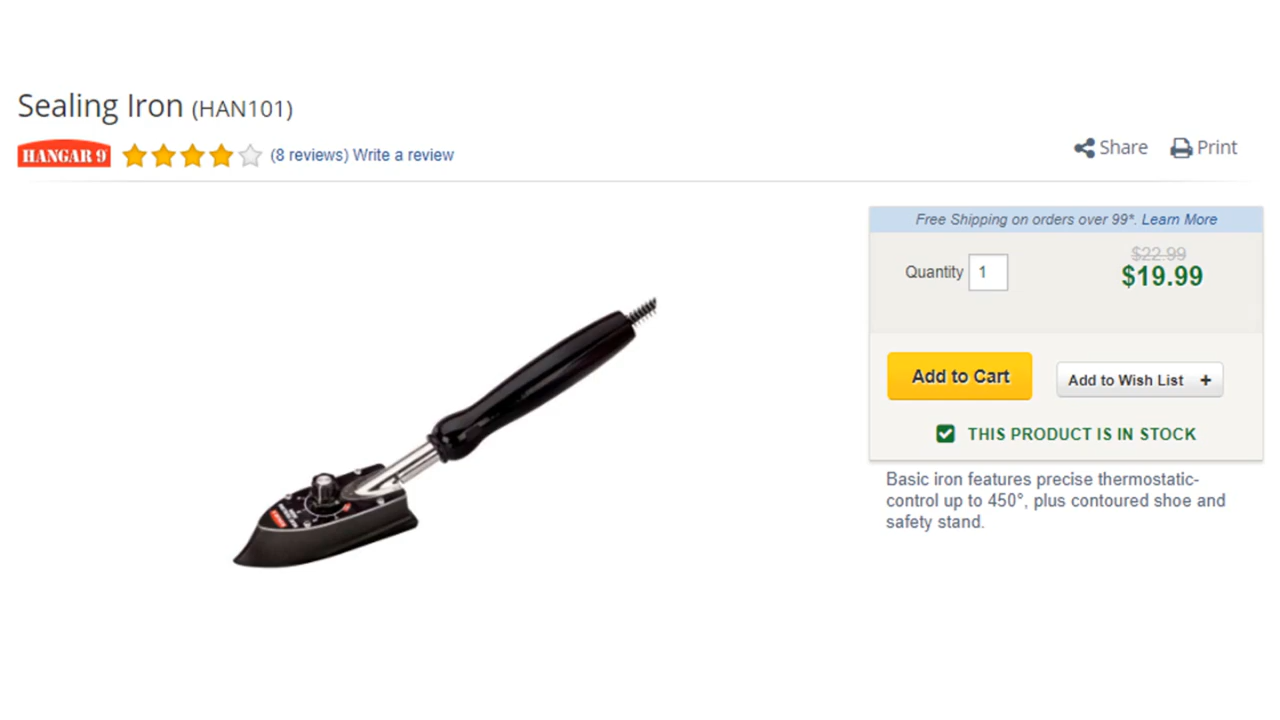 Sealing Iron (HAN101)
HANGAR 9
(8 reviews) Write a review
Share Print
Free Shipping on orders over 99*. Learn More
Quantity 1
$22.99
$19.99
Add to Cart
Add to Wish List +
THIS PRODUCT IS IN STOCK
Basic iron features precise thermostatic-
control up to 450°, plus contoured shoe and
safety stand.